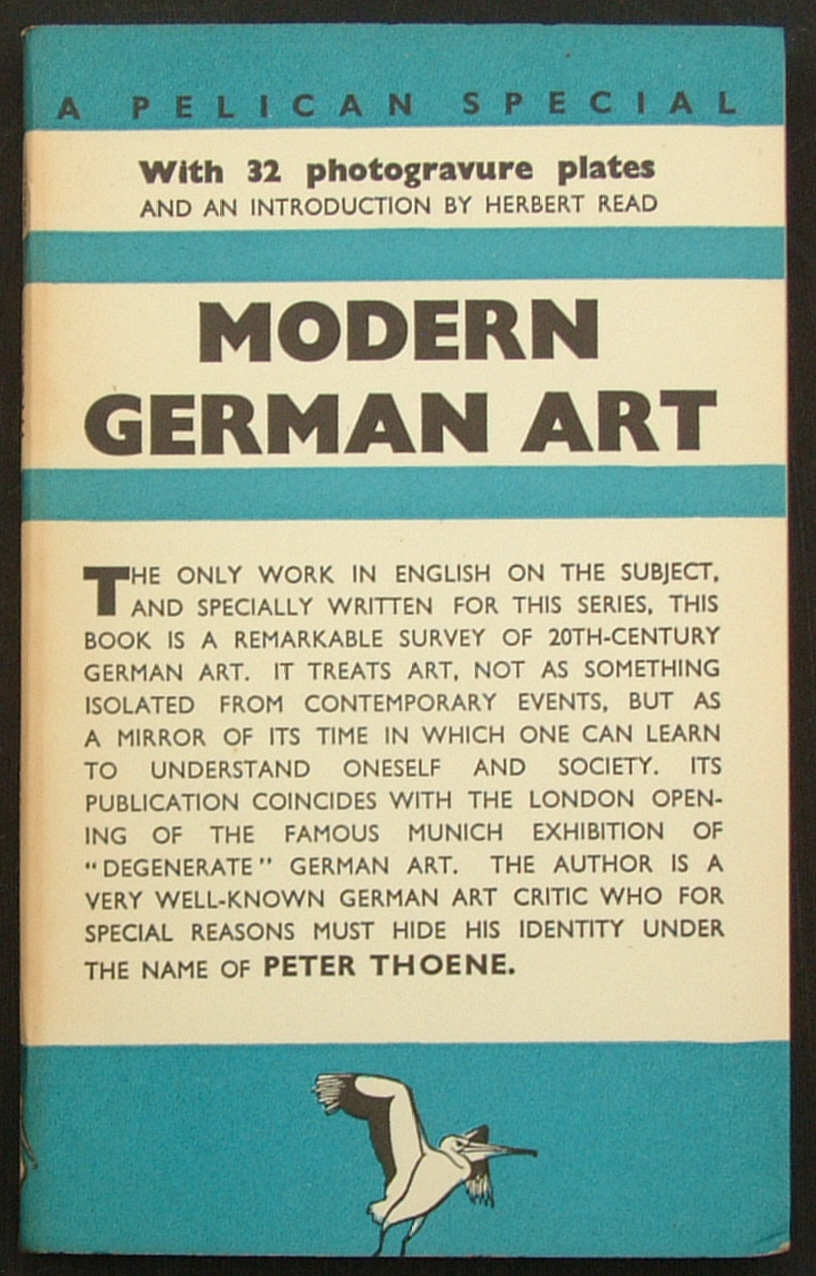 A PELICAN SPECIAL
With 32 photogravure plates
AND AN INTRODUCTION BY HERBERT READ
MODERN
GERMAN ART
THE ONLY WORK IN ENGLISH ON THE SUBJECT,
AND SPECIALLY WRITTEN FOR THIS SERIES, THIS
BOOK IS A REMARKABLE SURVEY OF 20TH-CENTURY
GERMAN ART. IT TREATS ART, NOT AS SOMETHING
ISOLATED FROM CONTEMPORARY EVENTS, BUT AS
A MIRROR OF ITS TIME IN WHICH ONE CAN LEARN
TO UNDERSTAND ONESELF AND SOCIETY. ITS
PUBLICATION COINCIDES WITH THE LONDON OPEN-
ING OF THE FAMOUS MUNICH EXHIBITION OF
“DEGENERATE” GERMAN ART. THE AUTHOR IS A
VERY WELL-KNOWN GERMAN ART CRITIC WHO FOR
SPECIAL REASONS MUST HIDE HIS IDENTITY UNDER
THE NAME OF PETER THOENE.